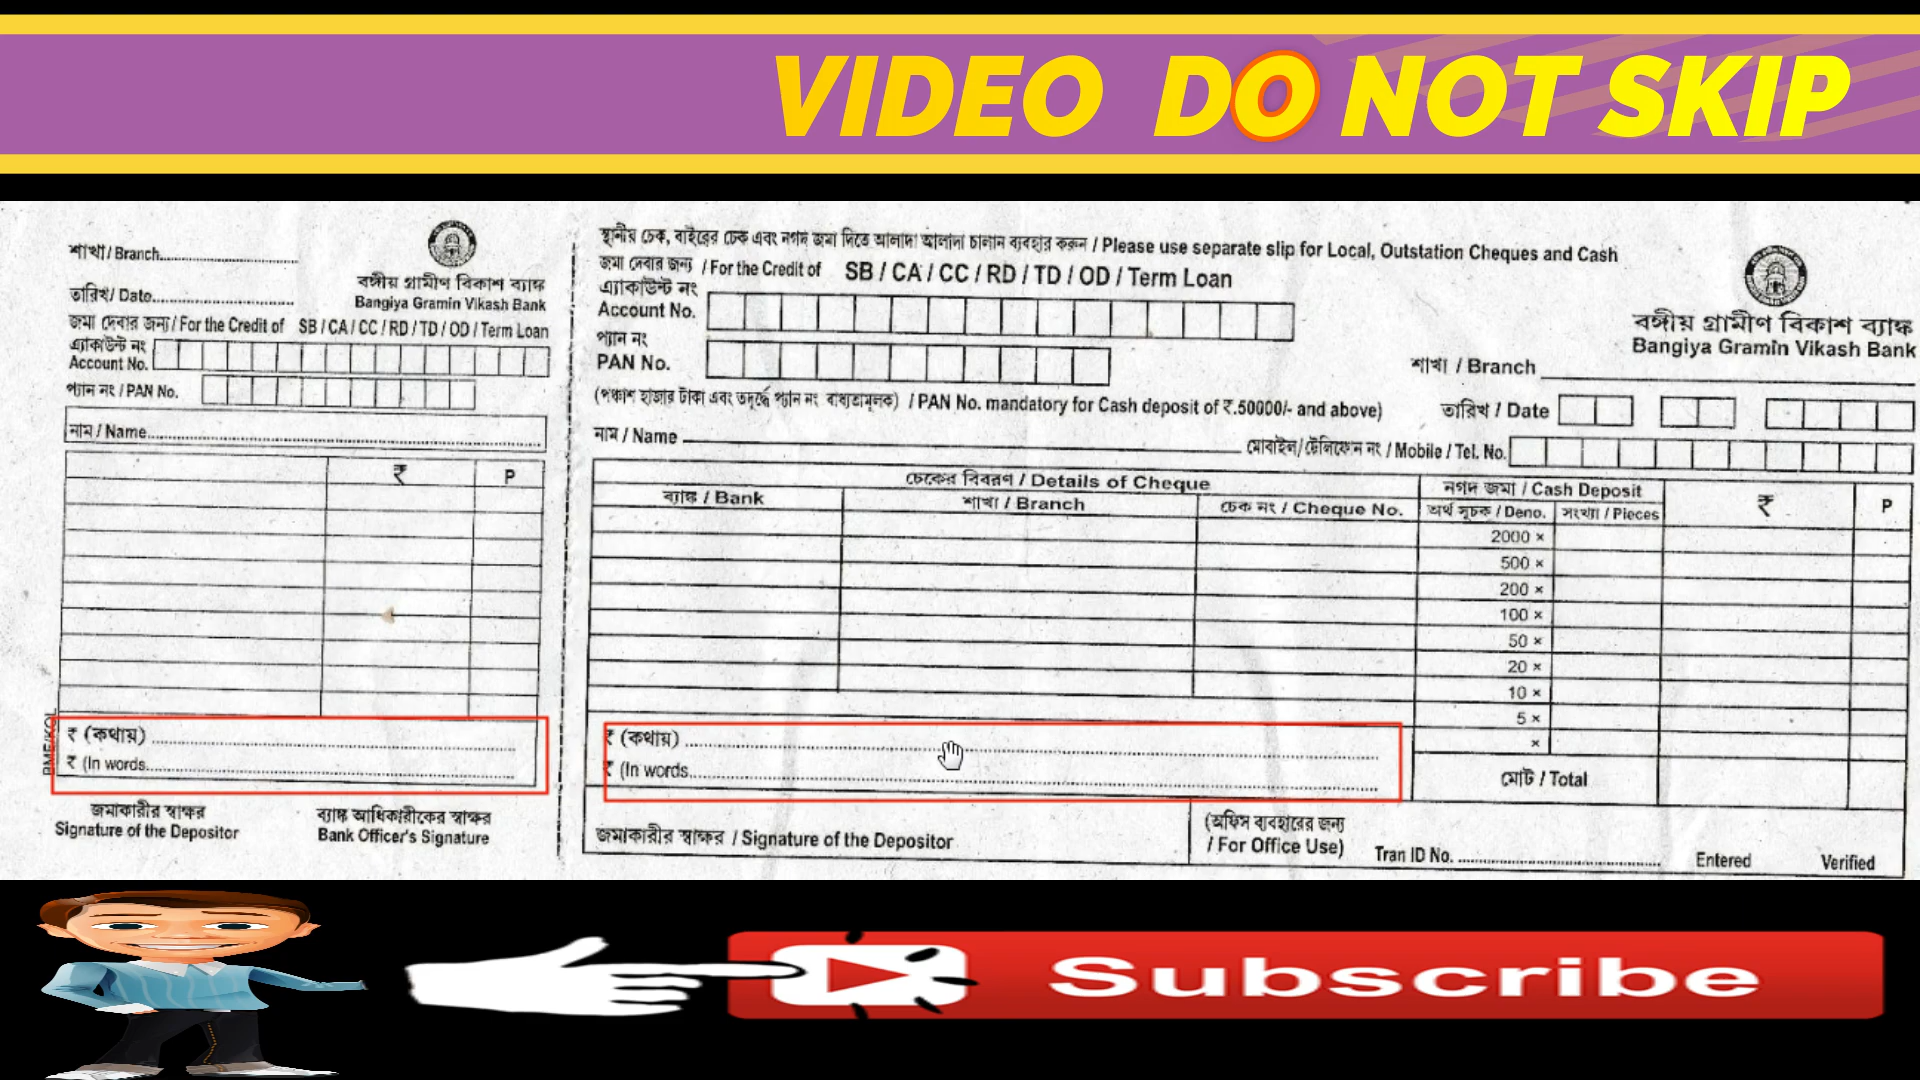 VIDEO DO NOT SKIP
শাখা/ Branch
তারিখ/ Date
বঙ্গীয় গ্রামীণ বিকাশ ব্যাঙ্ক
Bangiya Gramin Vikash Bank
জমা দেবার জন্য / For the Credit of SB / CA / CC / RD / TD / OD / Term Loan
এ্যাকাউন্ট নং
Account No.
প্যান নং / PAN No.
নাম / Name
₹ P
₹ (কথায়)
₹ (In words
জমাকারীর স্বাক্ষর
Signature of the Depositor
ব্যাঙ্ক আধিকারীকের স্বাক্ষর
Bank Officer's Signature
BME/KOL
স্থানীয় চেক, বাইরের চেক এবং নগদ জমা দিতে আলাদা আলাদা চালান ব্যবহার করুন / Please use separate slip for Local, Outstation Cheques and Cash
জমা দেবার জন্য / For the Credit of SB / CA / CC / RD / TD / OD / Term Loan
এ্যাকাউন্ট নং
Account No.
প্যান নং
PAN No.
বঙ্গীয় গ্রামীণ বিকাশ ব্যাঙ্ক
Bangiya Gramin Vikash Bank
শাখা / Branch
(পঞ্চাশ হাজার টাকা এবং তদূর্দ্ধে প্যান নং বাধ্যতামূলক) / PAN No. mandatory for Cash deposit of ₹.50000/- and above)
তারিখ / Date
নাম / Name
মোবাইল/টেলিফোন নং / Mobile / Tel. No.
চেকের বিবরণ / Details of Cheque
নগদ জমা / Cash Deposit
₹ P
ব্যাঙ্ক / Bank
শাখা / Branch
চেক নং / Cheque No.
অর্থ সূচক / Deno.
সংখ্যা / Pieces
2000 ×
500 ×
200 ×
100 ×
50 ×
20 ×
10 ×
5 ×
×
₹ (কথায়)
₹ (In words
মোট / Total
জমাকারীর স্বাক্ষর / Signature of the Depositor
(অফিস ব্যবহারের জন্য
/ For Office Use)
Tran ID No.
Entered
Verified
Subscribe